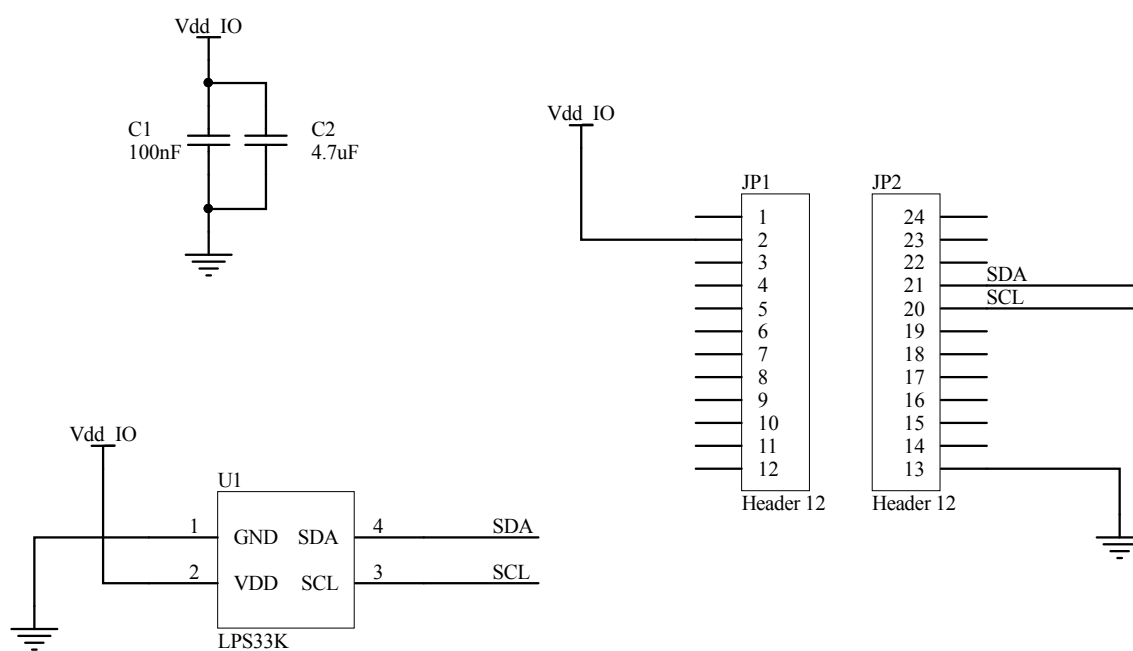 Vdd_IO
C1
100nF
C2
4.7uF
Vdd_IO
JP1
1
2
3
4
5
6
7
8
9
10
11
12
Header 12
JP2
24
23
22
21
20
19
18
17
16
15
14
13
Header 12
SDA
SCL
Vdd_IO
U1
1 GND SDA 4 SDA
2 VDD SCL 3 SCL
LPS33K